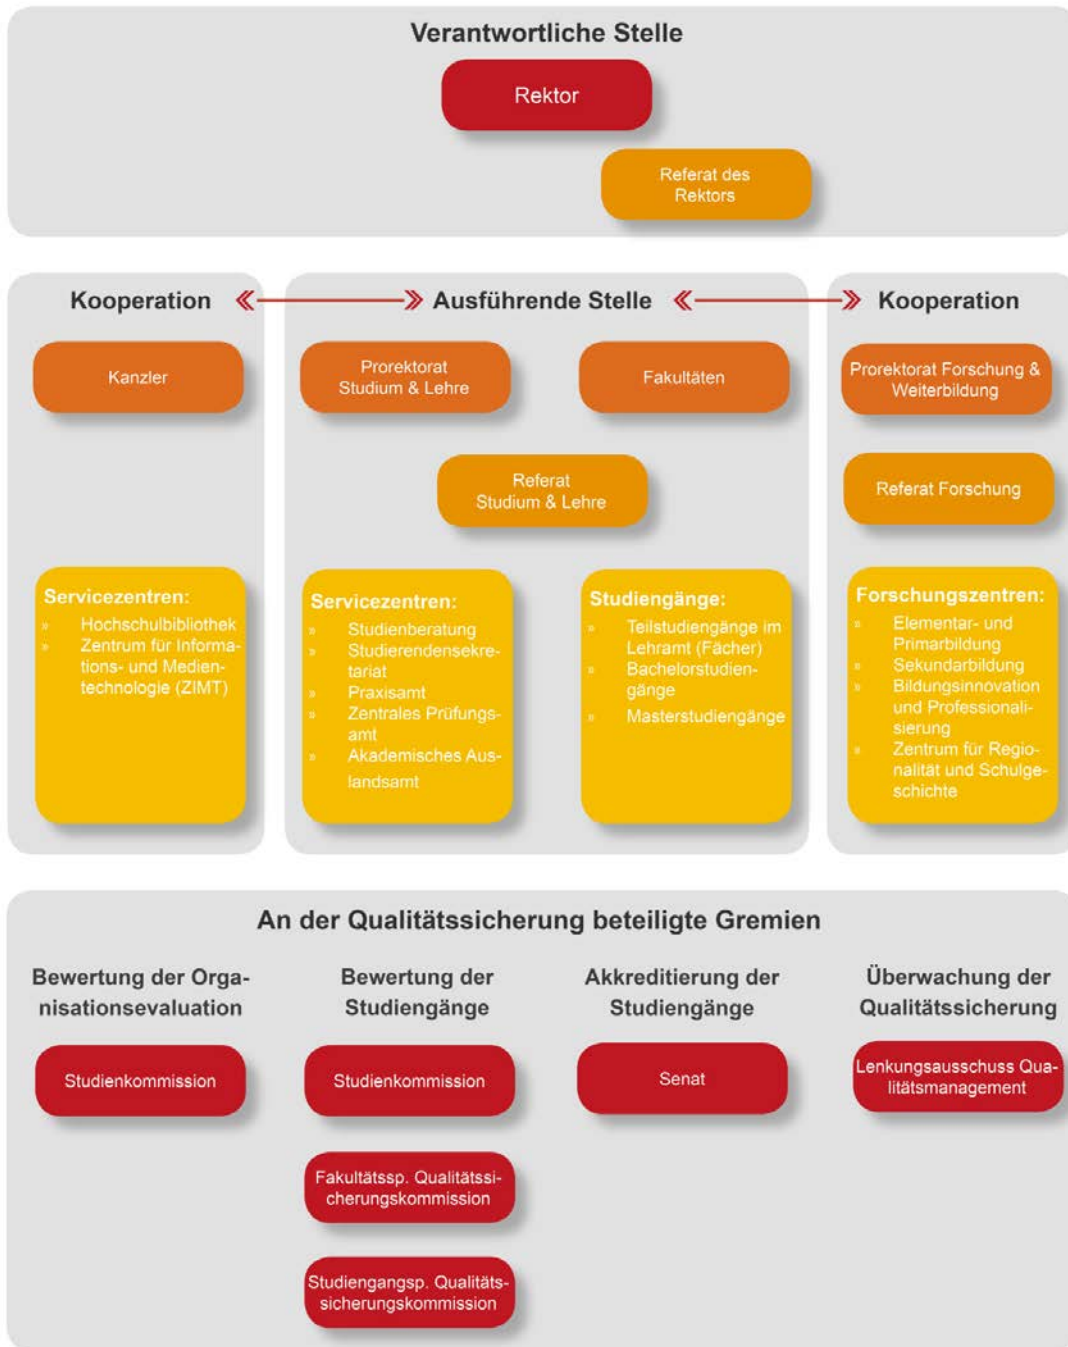 Verantwortliche Stelle
Rektor
Referat des
Rektors
Kooperation
Ausführende Stelle
Kooperation
Kanzler
Prorektorat
Studium & Lehre
Fakultäten
Prorektorat Forschung &
Weiterbildung
Referat
Studium & Lehre
Referat Forschung
Servicezentren:
» Hochschulbibliothek
» Zentrum für Informa-
tions- und Medien-
technologie (ZIMT)
Servicezentren:
» Studienberatung
» Studierendensekre-
tariat
» Praxisamt
» Zentrales Prüfungs-
amt
» Akademisches Aus-
landsamt
Studiengänge:
» Teilstudiengänge im
Lehramt (Fächer)
» Bachelorstudien-
gänge
» Masterstudiengänge
Forschungszentren:
» Elementar- und
Primarbildung
» Sekundarbildung
» Bildungsinnovation
und Professionali-
sierung
» Zentrum für Regio-
nalität und Schulge-
schichte
An der Qualitätssicherung beteiligte Gremien
Bewertung der Orga-
nisationsevaluation
Studienkommission
Bewertung der
Studiengänge
Studienkommission
Fakultätssp. Qualitätssi-
cherungskommission
Studiengangsp. Qualitäts-
sicherungskommission
Akkreditierung der
Studiengänge
Senat
Überwachung der
Qualitätssicherung
Lenkungsausschuss Qua-
litätsmanagement